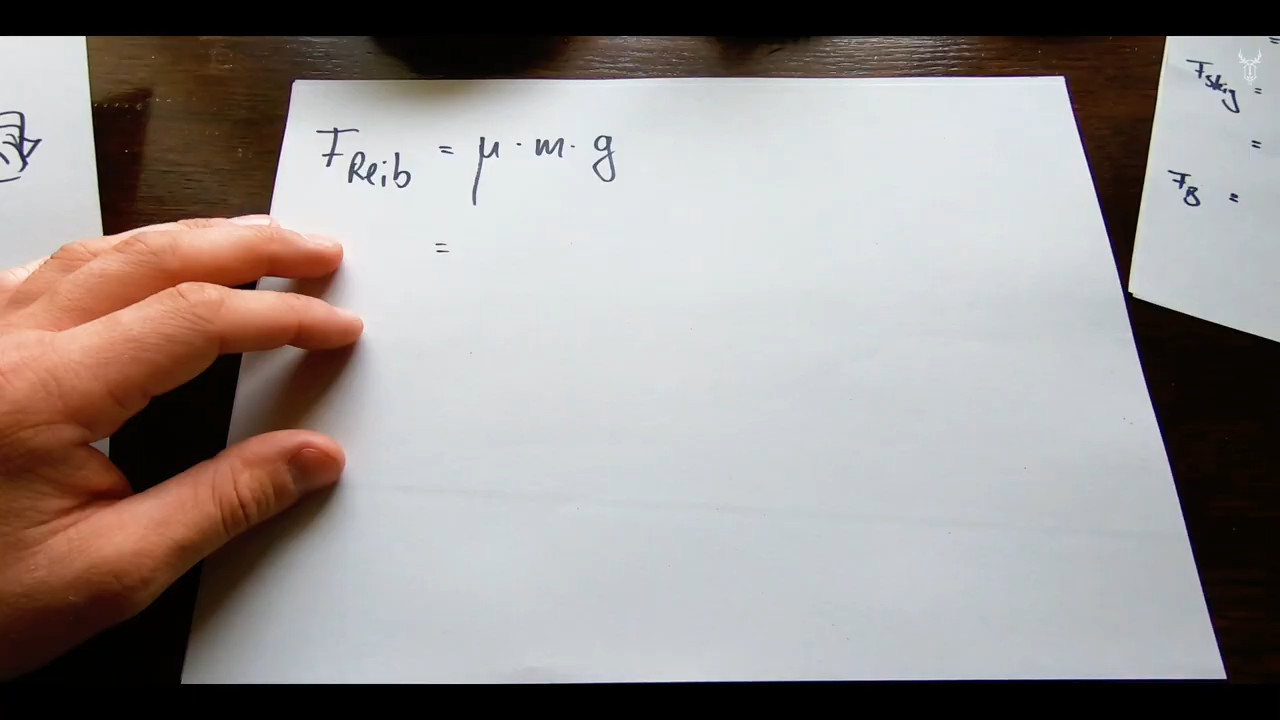 F_Reib = μ · m · g
=
F_Steig =
=
F_B =